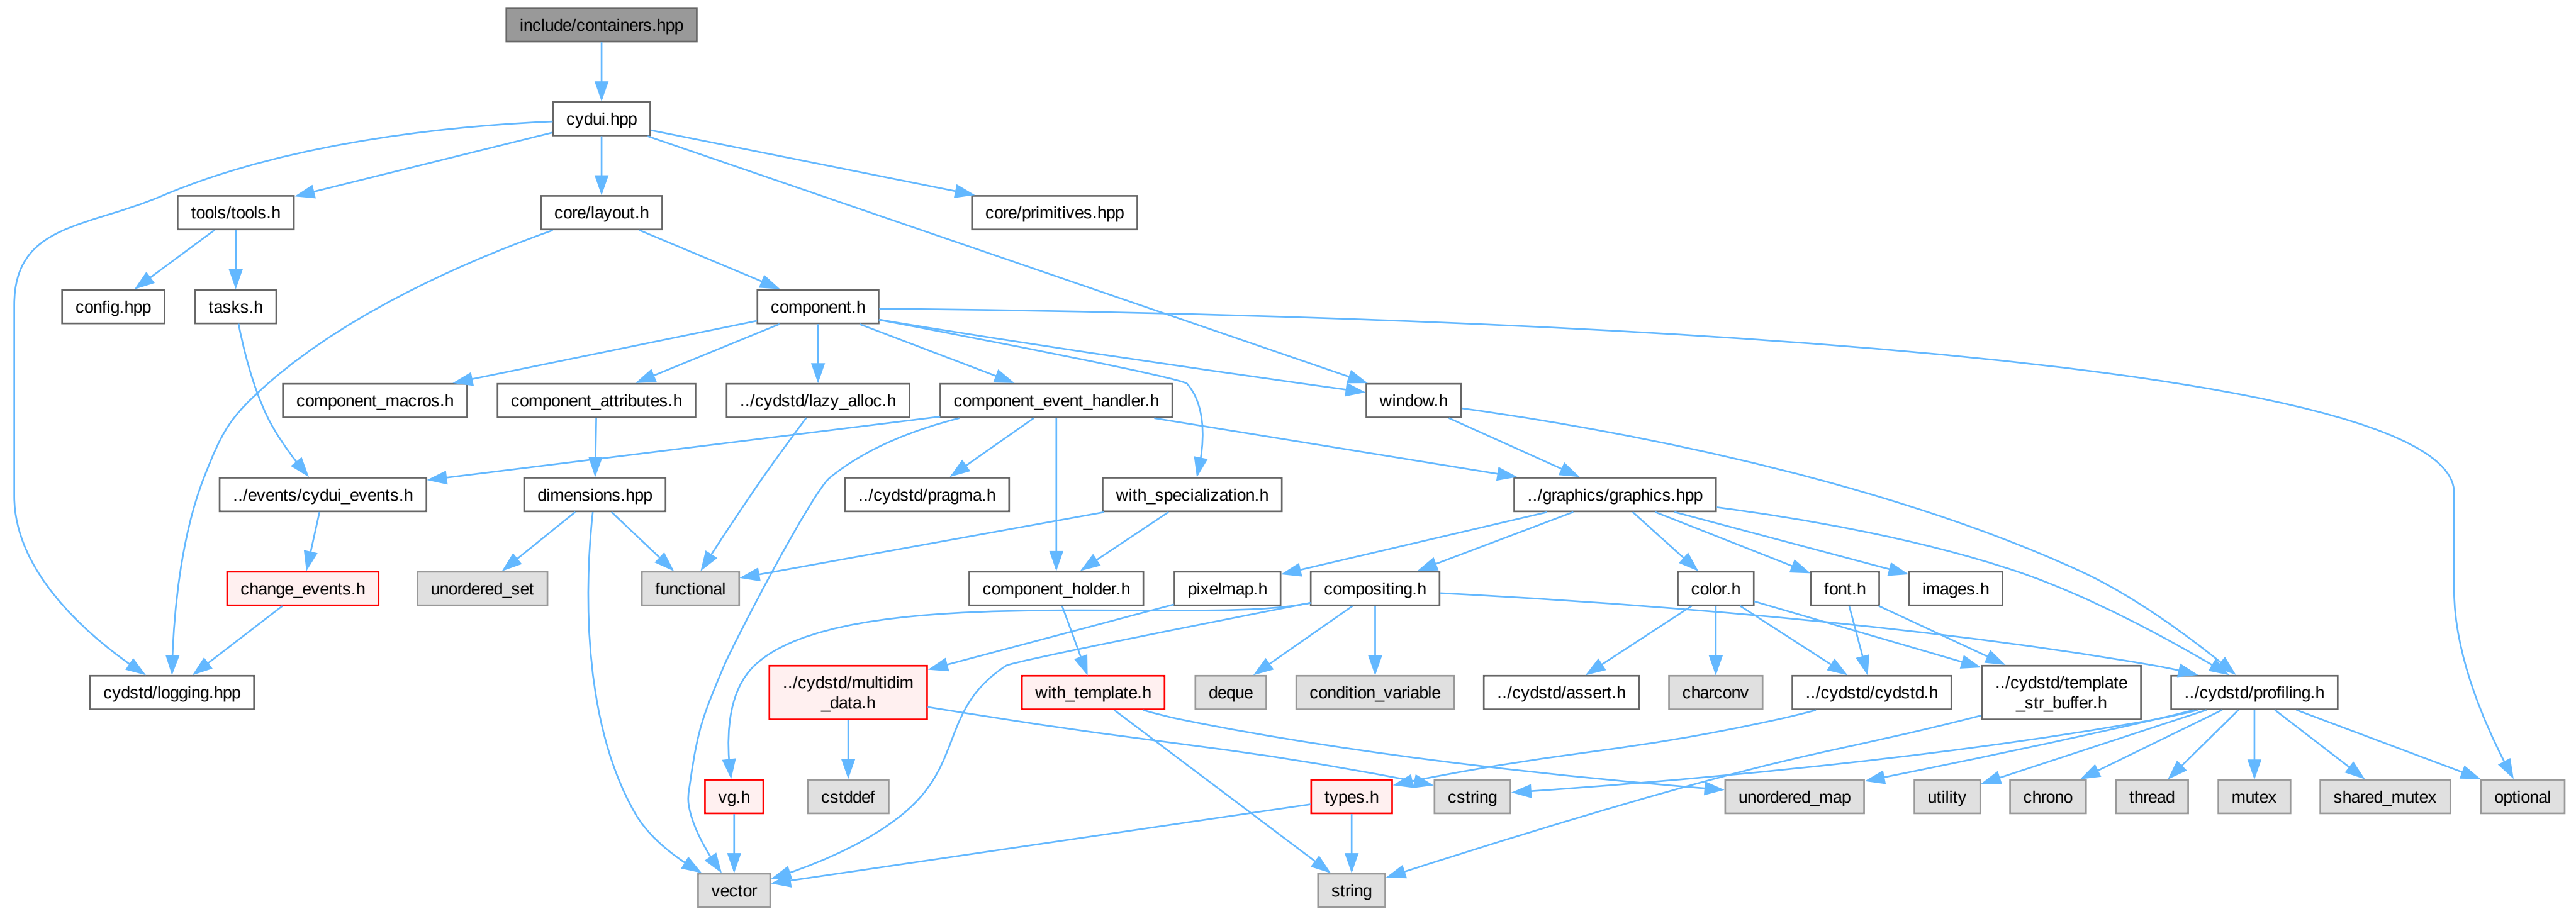 include/containers.hpp
cydui.hpp
tools/tools.h
core/layout.h
core/primitives.hpp
config.hpp
tasks.h
component.h
component_macros.h
component_attributes.h
../cydstd/lazy_alloc.h
component_event_handler.h
window.h
../events/cydui_events.h
dimensions.hpp
../cydstd/pragma.h
with_specialization.h
../graphics/graphics.hpp
change_events.h
unordered_set
functional
component_holder.h
pixelmap.h
compositing.h
color.h
font.h
images.h
cydstd/logging.hpp
../cydstd/multidim
_data.h
with_template.h
deque
condition_variable
../cydstd/assert.h
charconv
../cydstd/cydstd.h
../cydstd/template
_str_buffer.h
../cydstd/profiling.h
vg.h
cstddef
types.h
cstring
unordered_map
utility
chrono
thread
mutex
shared_mutex
optional
vector
string